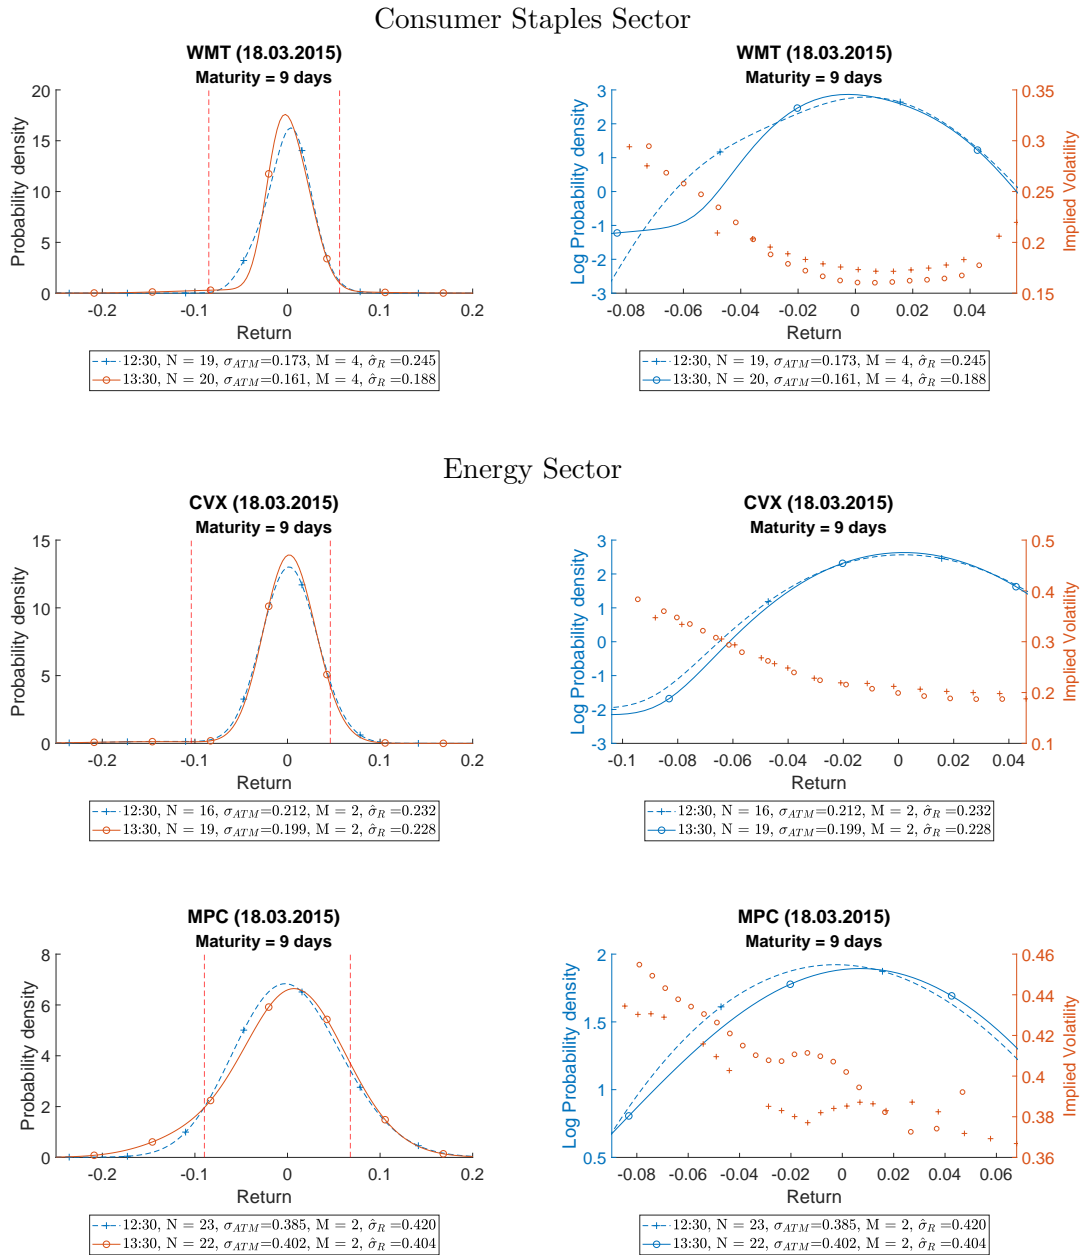 Consumer Staples Sector
WMT (18.03.2015)
Maturity = 9 days
Probability density
20
15
10
5
0
-0.2
-0.1
0
0.1
0.2
Return
12:30, N = 19, σ_ATM=0.173, M = 4, σ̂_R=0.245
13:30, N = 20, σ_ATM=0.161, M = 4, σ̂_R=0.188
WMT (18.03.2015)
Maturity = 9 days
Log Probability density
3
2
1
0
-1
-2
-3
Implied Volatility
0.35
0.3
0.25
0.2
0.15
-0.08
-0.06
-0.04
-0.02
0
0.02
0.04
Return
12:30, N = 19, σ_ATM=0.173, M = 4, σ̂_R=0.245
13:30, N = 20, σ_ATM=0.161, M = 4, σ̂_R=0.188
Energy Sector
CVX (18.03.2015)
Maturity = 9 days
Probability density
15
10
5
0
-0.2
-0.1
0
0.1
0.2
Return
12:30, N = 16, σ_ATM=0.212, M = 2, σ̂_R=0.232
13:30, N = 19, σ_ATM=0.199, M = 2, σ̂_R=0.228
CVX (18.03.2015)
Maturity = 9 days
Log Probability density
3
2
1
0
-1
-2
-3
Implied Volatility
0.5
0.4
0.3
0.2
0.1
-0.1
-0.08
-0.06
-0.04
-0.02
0
0.02
0.04
Return
12:30, N = 16, σ_ATM=0.212, M = 2, σ̂_R=0.232
13:30, N = 19, σ_ATM=0.199, M = 2, σ̂_R=0.228
MPC (18.03.2015)
Maturity = 9 days
Probability density
8
6
4
2
0
-0.2
-0.1
0
0.1
0.2
Return
12:30, N = 23, σ_ATM=0.385, M = 2, σ̂_R=0.420
13:30, N = 22, σ_ATM=0.402, M = 2, σ̂_R=0.404
MPC (18.03.2015)
Maturity = 9 days
Log Probability density
2
1.5
1
0.5
Implied Volatility
0.46
0.44
0.42
0.4
0.38
0.36
-0.08
-0.06
-0.04
-0.02
0
0.02
0.04
0.06
Return
12:30, N = 23, σ_ATM=0.385, M = 2, σ̂_R=0.420
13:30, N = 22, σ_ATM=0.402, M = 2, σ̂_R=0.404